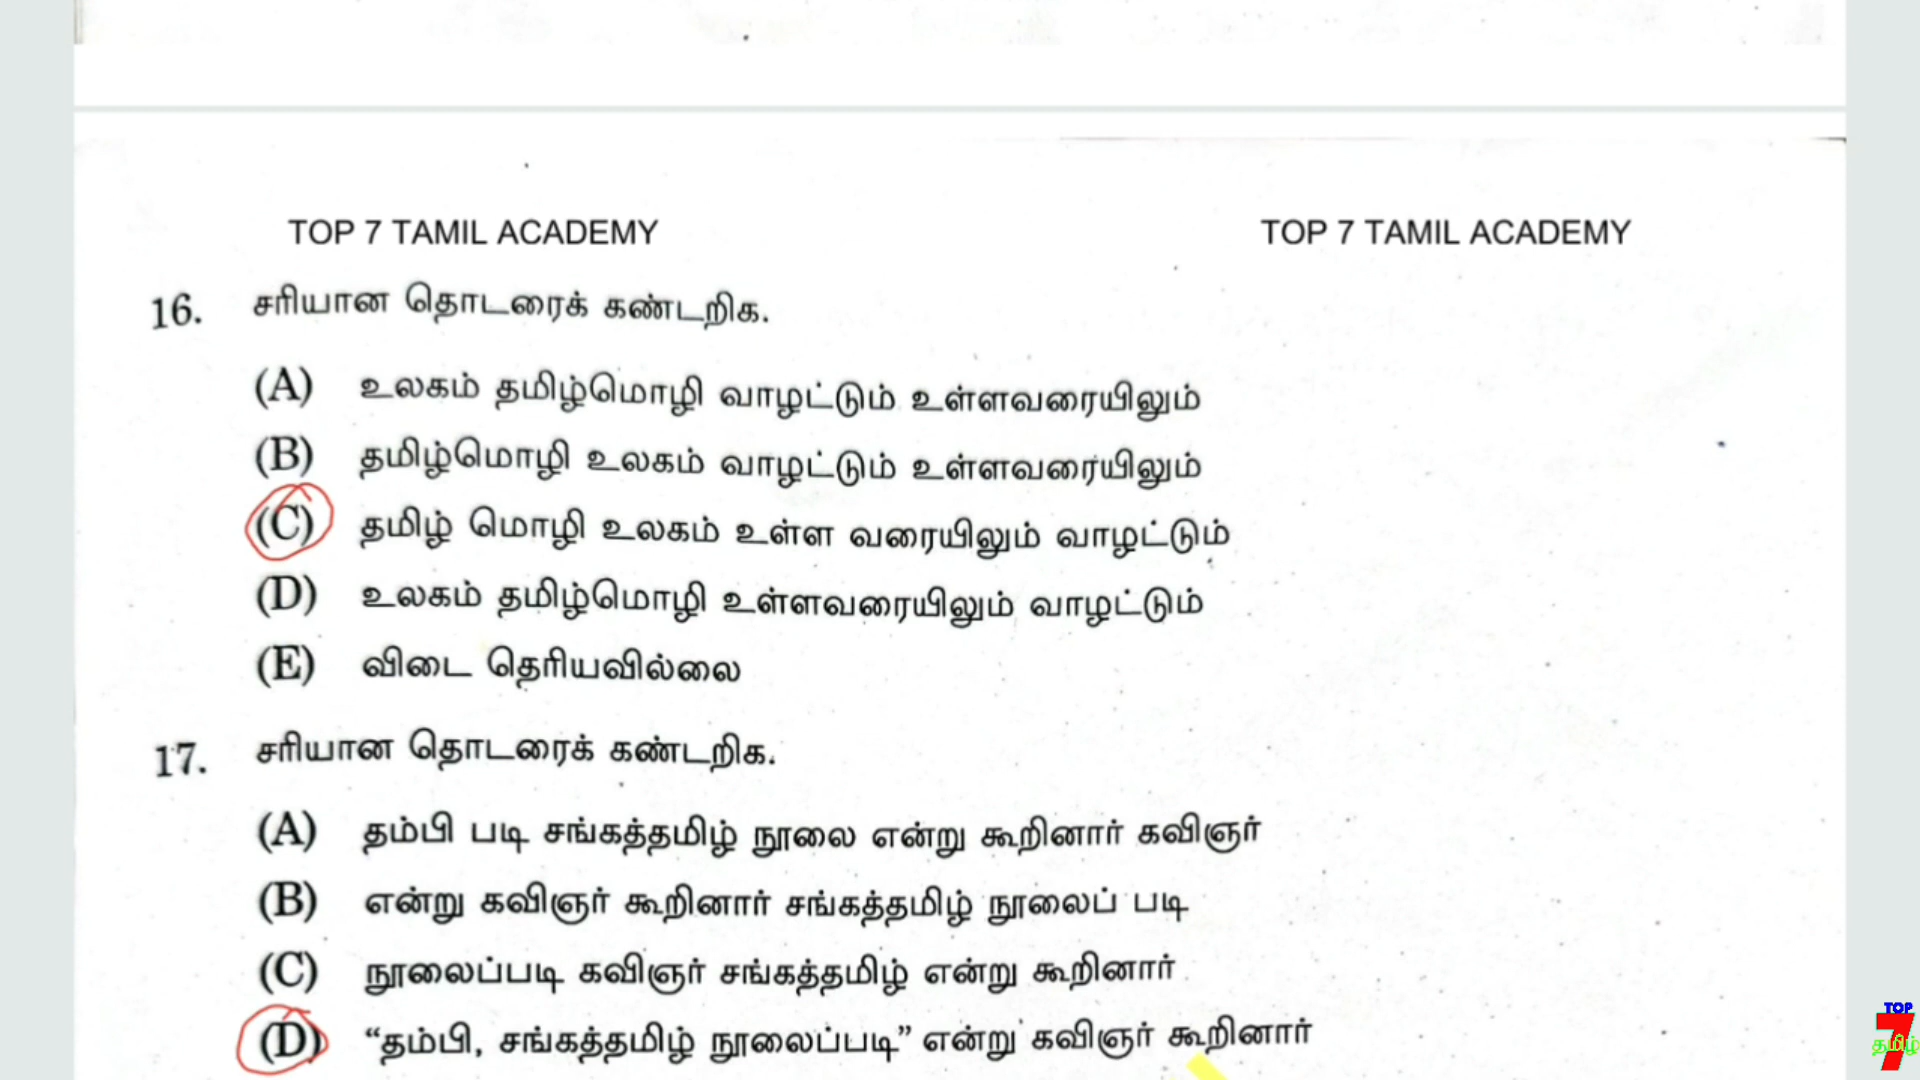 TOP 7 TAMIL ACADEMY TOP 7 TAMIL ACADEMY
16. சரியான தொடரைக் கண்டறிக.
(A) உலகம் தமிழ்மொழி வாழட்டும் உள்ளவரையிலும்
(B) தமிழ்மொழி உலகம் வாழட்டும் உள்ளவரையிலும்
(C) தமிழ் மொழி உலகம் உள்ள வரையிலும் வாழட்டும்
(D) உலகம் தமிழ்மொழி உள்ளவரையிலும் வாழட்டும்
(E) விடை தெரியவில்லை
17. சரியான தொடரைக் கண்டறிக.
(A) தம்பி படி சங்கத்தமிழ் நூலை என்று கூறினார் கவிஞர்
(B) என்று கவிஞர் கூறினார் சங்கத்தமிழ் நூலைப் படி
(C) நூலைப்படி கவிஞர் சங்கத்தமிழ் என்று கூறினார்
(D) “தம்பி, சங்கத்தமிழ் நூலைப்படி” என்று கவிஞர் கூறினார்
TOP
7
தமிழ்